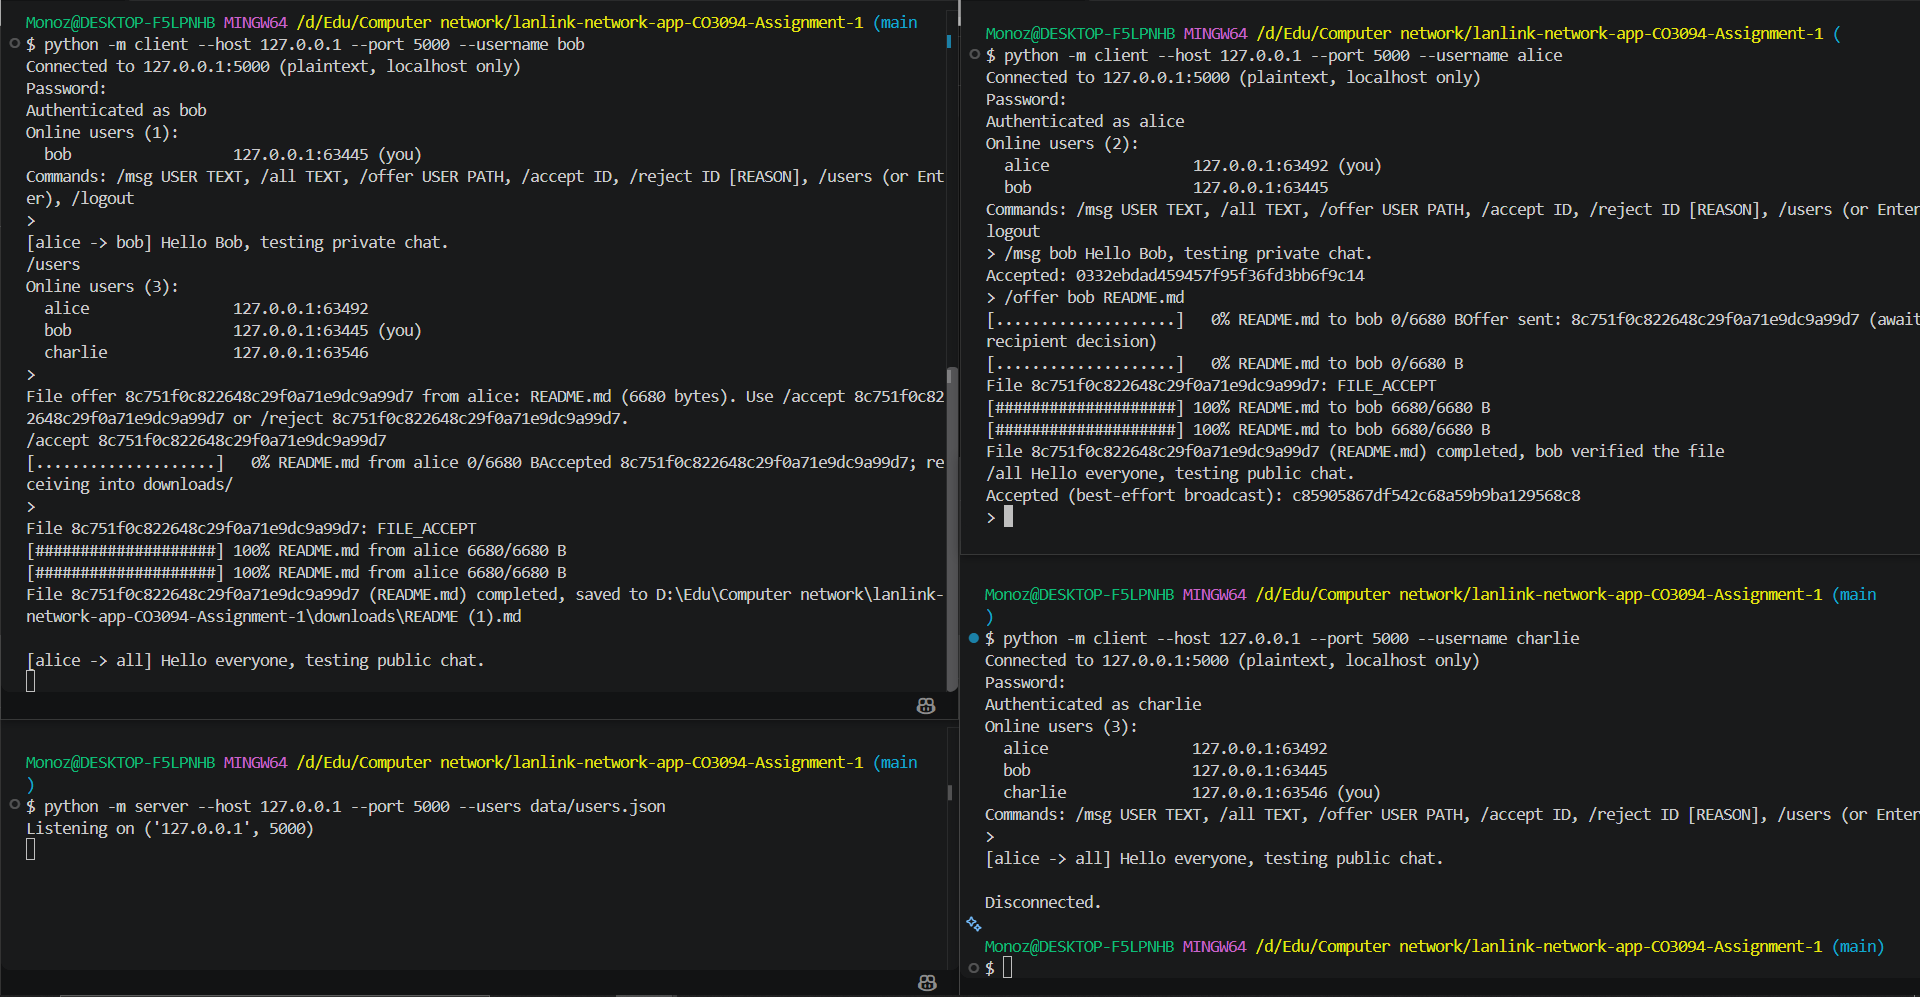 Monoz@DESKTOP-F5LPNHB MINGW64 /d/Edu/Computer network/lanlink-network-app-CO3094-Assignment-1 (main
$ python -m client --host 127.0.0.1 --port 5000 --username bob
Connected to 127.0.0.1:5000 (plaintext, localhost only)
Password:
Authenticated as bob
Online users (1):
  bob                  127.0.0.1:63445 (you)
Commands: /msg USER TEXT, /all TEXT, /offer USER PATH, /accept ID, /reject ID [REASON], /users (or Ent
er), /logout
>
[alice -> bob] Hello Bob, testing private chat.
/users
Online users (3):
  alice                127.0.0.1:63492
  bob                  127.0.0.1:63445 (you)
  charlie              127.0.0.1:63546
>
File offer 8c751f0c822648c29f0a71e9dc9a99d7 from alice: README.md (6680 bytes). Use /accept 8c751f0c82
2648c29f0a71e9dc9a99d7 or /reject 8c751f0c822648c29f0a71e9dc9a99d7.
/accept 8c751f0c822648c29f0a71e9dc9a99d7
[....................]   0% README.md from alice 0/6680 BAccepted 8c751f0c822648c29f0a71e9dc9a99d7; re
ceiving into downloads/
>
File 8c751f0c822648c29f0a71e9dc9a99d7: FILE_ACCEPT
[####################] 100% README.md from alice 6680/6680 B
[####################] 100% README.md from alice 6680/6680 B
File 8c751f0c822648c29f0a71e9dc9a99d7 (README.md) completed, saved to D:\Edu\Computer network\lanlink-
network-app-CO3094-Assignment-1\downloads\README (1).md
[alice -> all] Hello everyone, testing public chat.
Monoz@DESKTOP-F5LPNHB MINGW64 /d/Edu/Computer network/lanlink-network-app-CO3094-Assignment-1 (main
)
$ python -m server --host 127.0.0.1 --port 5000 --users data/users.json
Listening on ('127.0.0.1', 5000)
Monoz@DESKTOP-F5LPNHB MINGW64 /d/Edu/Computer network/lanlink-network-app-CO3094-Assignment-1 (
$ python -m client --host 127.0.0.1 --port 5000 --username alice
Connected to 127.0.0.1:5000 (plaintext, localhost only)
Password:
Authenticated as alice
Online users (2):
  alice                127.0.0.1:63492 (you)
  bob                  127.0.0.1:63445
Commands: /msg USER TEXT, /all TEXT, /offer USER PATH, /accept ID, /reject ID [REASON], /users (or Enter
logout
> /msg bob Hello Bob, testing private chat.
Accepted: 0332ebdad459457f95f36fd3bb6f9c14
> /offer bob README.md
[....................]   0% README.md to bob 0/6680 BOffer sent: 8c751f0c822648c29f0a71e9dc9a99d7 (await
recipient decision)
[....................]   0% README.md to bob 0/6680 B
File 8c751f0c822648c29f0a71e9dc9a99d7: FILE_ACCEPT
[####################] 100% README.md to bob 6680/6680 B
[####################] 100% README.md to bob 6680/6680 B
File 8c751f0c822648c29f0a71e9dc9a99d7 (README.md) completed, bob verified the file
/all Hello everyone, testing public chat.
Accepted (best-effort broadcast): c85905867df542c68a59b9ba129568c8
>
Monoz@DESKTOP-F5LPNHB MINGW64 /d/Edu/Computer network/lanlink-network-app-CO3094-Assignment-1 (main
)
$ python -m client --host 127.0.0.1 --port 5000 --username charlie
Connected to 127.0.0.1:5000 (plaintext, localhost only)
Password:
Authenticated as charlie
Online users (3):
  alice                127.0.0.1:63492
  bob                  127.0.0.1:63445
  charlie              127.0.0.1:63546 (you)
Commands: /msg USER TEXT, /all TEXT, /offer USER PATH, /accept ID, /reject ID [REASON], /users (or Enter
>
[alice -> all] Hello everyone, testing public chat.
Disconnected.
Monoz@DESKTOP-F5LPNHB MINGW64 /d/Edu/Computer network/lanlink-network-app-CO3094-Assignment-1 (main)
$